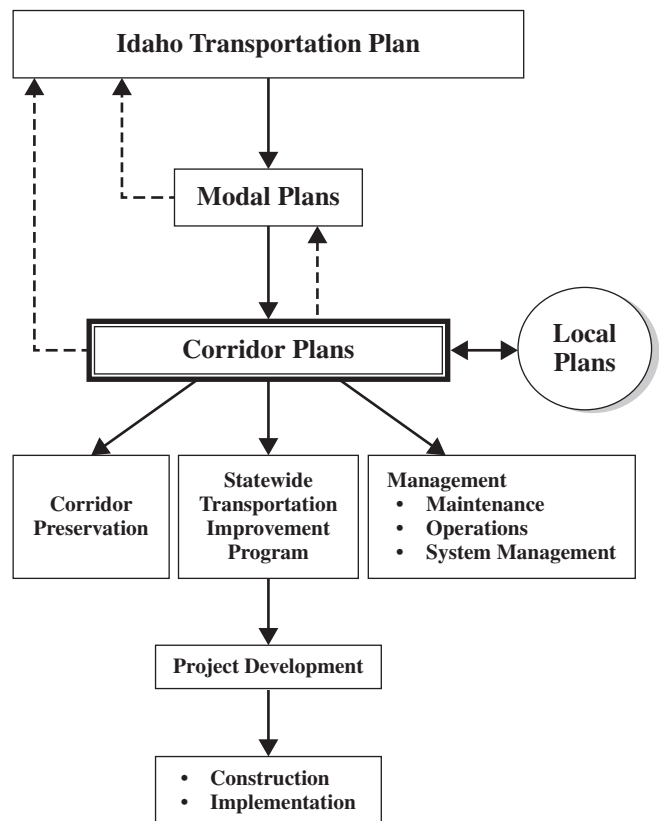 Idaho Transportation Plan
Modal Plans
Corridor Plans
Local
Plans
Corridor
Preservation
Statewide
Transportation
Improvement
Program
Management
• Maintenance
• Operations
• System Management
Project Development
• Construction
• Implementation